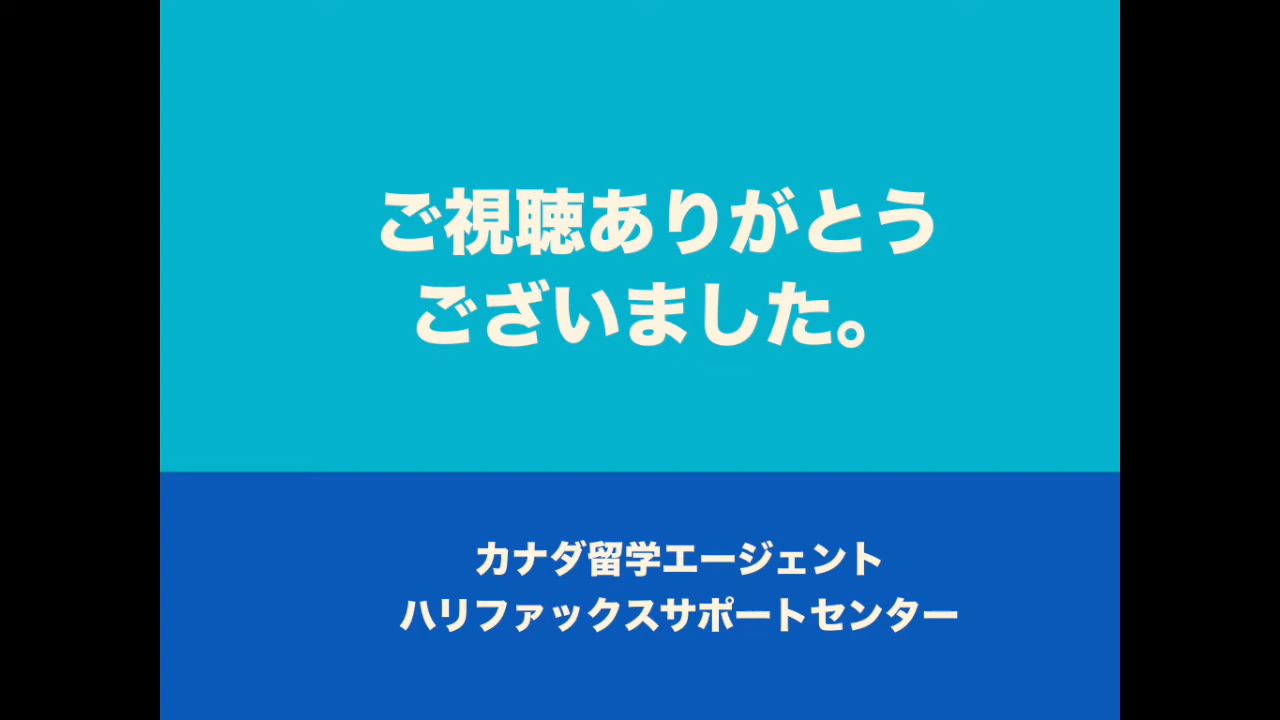 ご視聴ありがとう
ございました。
カナダ留学エージェント
ハリファックスサポートセンター